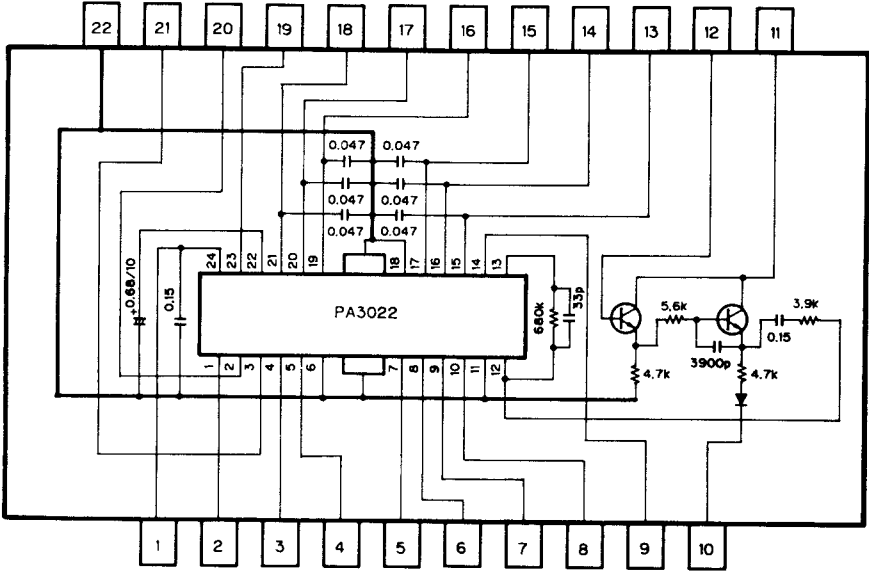 22 21 20 19 18 17 16 15 14 13 12 11
0.047 0.047
0.047 0.047
0.047 0.047
24 23 22 21 20 19 18 17 16 15 14 13
+0.68/10
0.15
PA3022
680k
33p
5.6k
3.9k
0.15
3900p
4.7k
4.7k
1 2 3 4 5 6 7 8 9 10 11 12
1 2 3 4 5 6 7 8 9 10